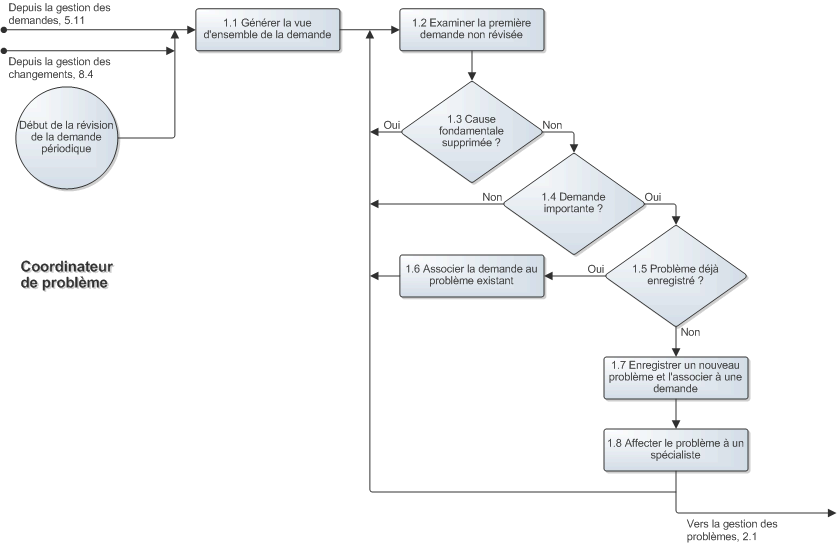 Depuis la gestion des
demandes, 5.11
1.1 Générer la vue
d'ensemble de la demande
1.2 Examiner la première
demande non révisée
Depuis la gestion des
changements, 8.4
Début de la révision
de la demande
périodique
Oui
1.3 Cause
fondamentale
supprimée ?
Non
Non
1.4 Demande
importante ?
Oui
Coordinateur
de problème
1.6 Associer la demande au
problème existant
Oui
1.5 Problème déjà
enregistré ?
Non
1.7 Enregistrer un nouveau
problème et l'associer à une
demande
1.8 Affecter le problème à un
spécialiste
Vers la gestion des
problèmes, 2.1